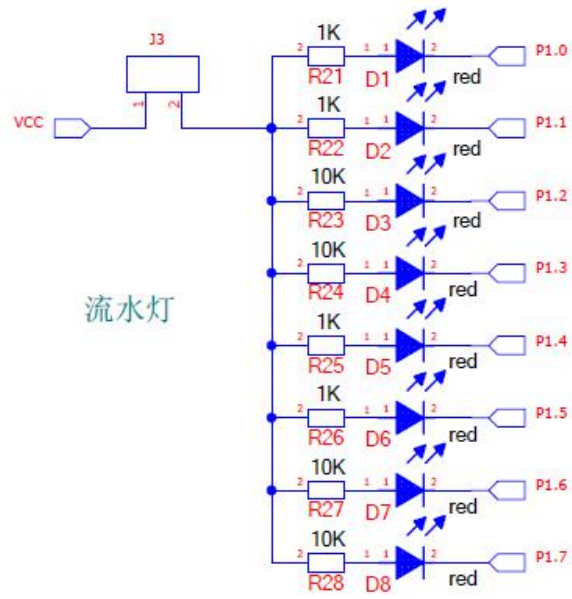 J3
1 2
VCC
流水灯
1K
2 1 1 2
R21 D1 red P1.0
1K
2 1 1 2
R22 D2 red P1.1
10K
2 1 1 2
R23 D3 red P1.2
10K
2 1 1 2
R24 D4 red P1.3
1K
2 1 1 2
R25 D5 red P1.4
1K
2 1 1 2
R26 D6 red P1.5
10K
2 1 1 2
R27 D7 red P1.6
10K
2 1 1 2
R28 D8 red P1.7